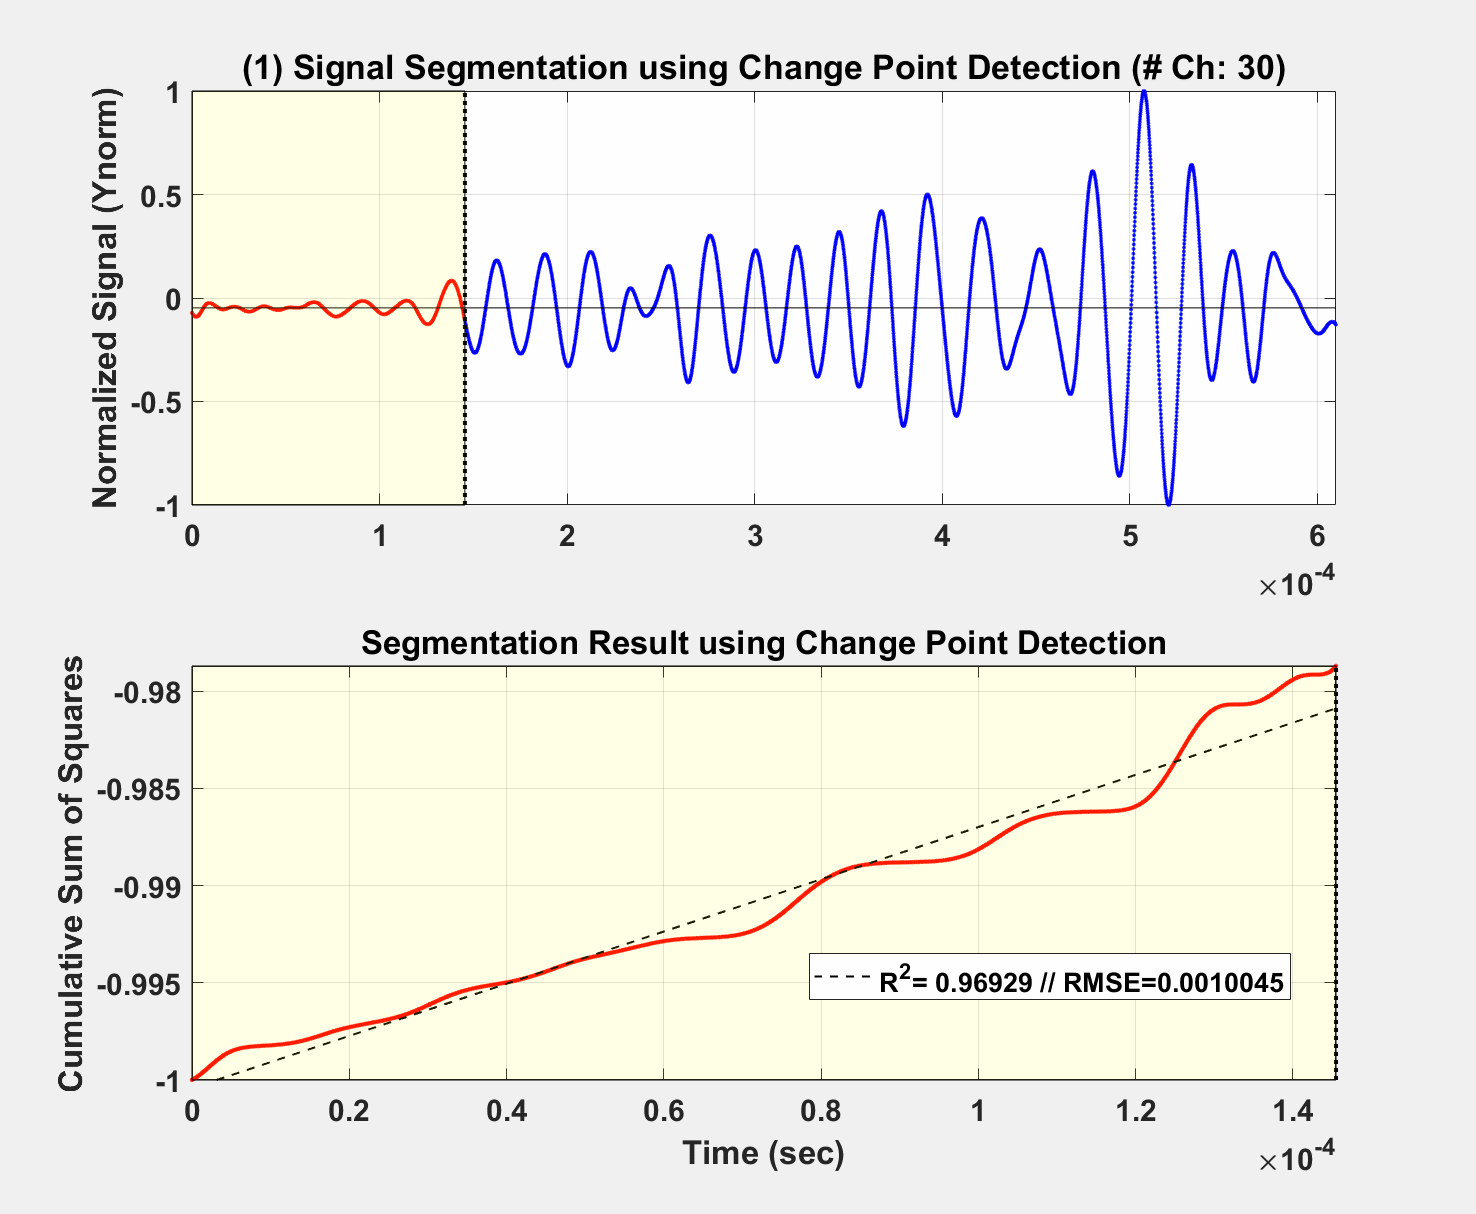 (1) Signal Segmentation using Change Point Detection (# Ch: 30)
Normalized Signal (Ynorm)
1
0.5
0
-0.5
-1
0 1 2 3 4 5 6
×10-4
Segmentation Result using Change Point Detection
Cumulative Sum of Squares
-0.98
-0.985
-0.99
-0.995
-1
R2= 0.96929 // RMSE=0.0010045
0 0.2 0.4 0.6 0.8 1 1.2 1.4
Time (sec)
×10-4